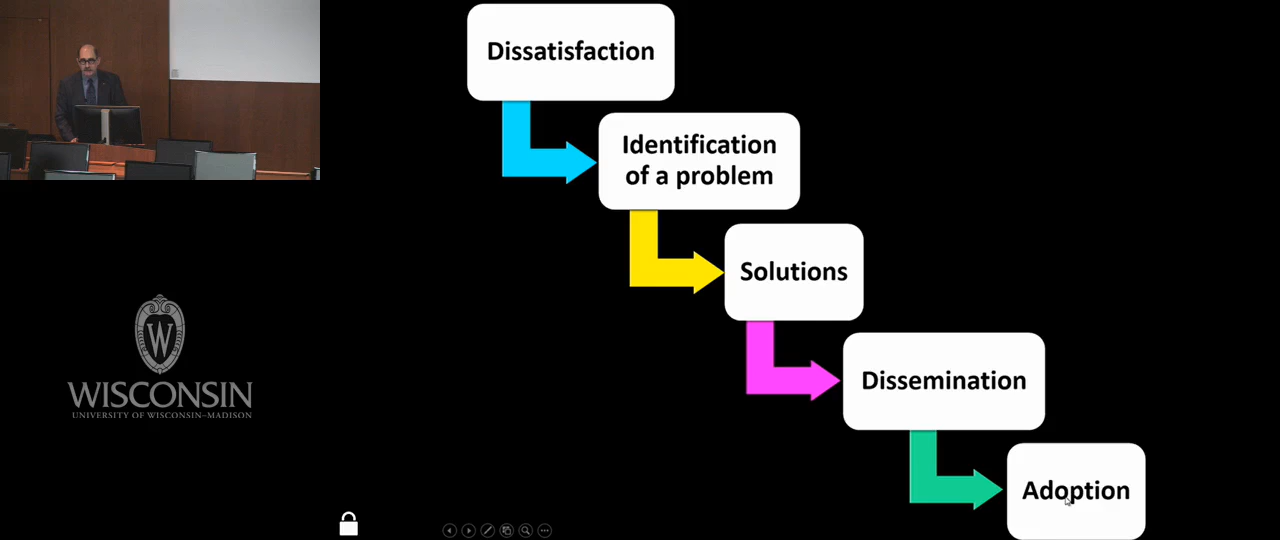 Dissatisfaction
Identification
of a problem
Solutions
Dissemination
Adoption
W
WISCONSIN
UNIVERSITY OF WISCONSIN–MADISON